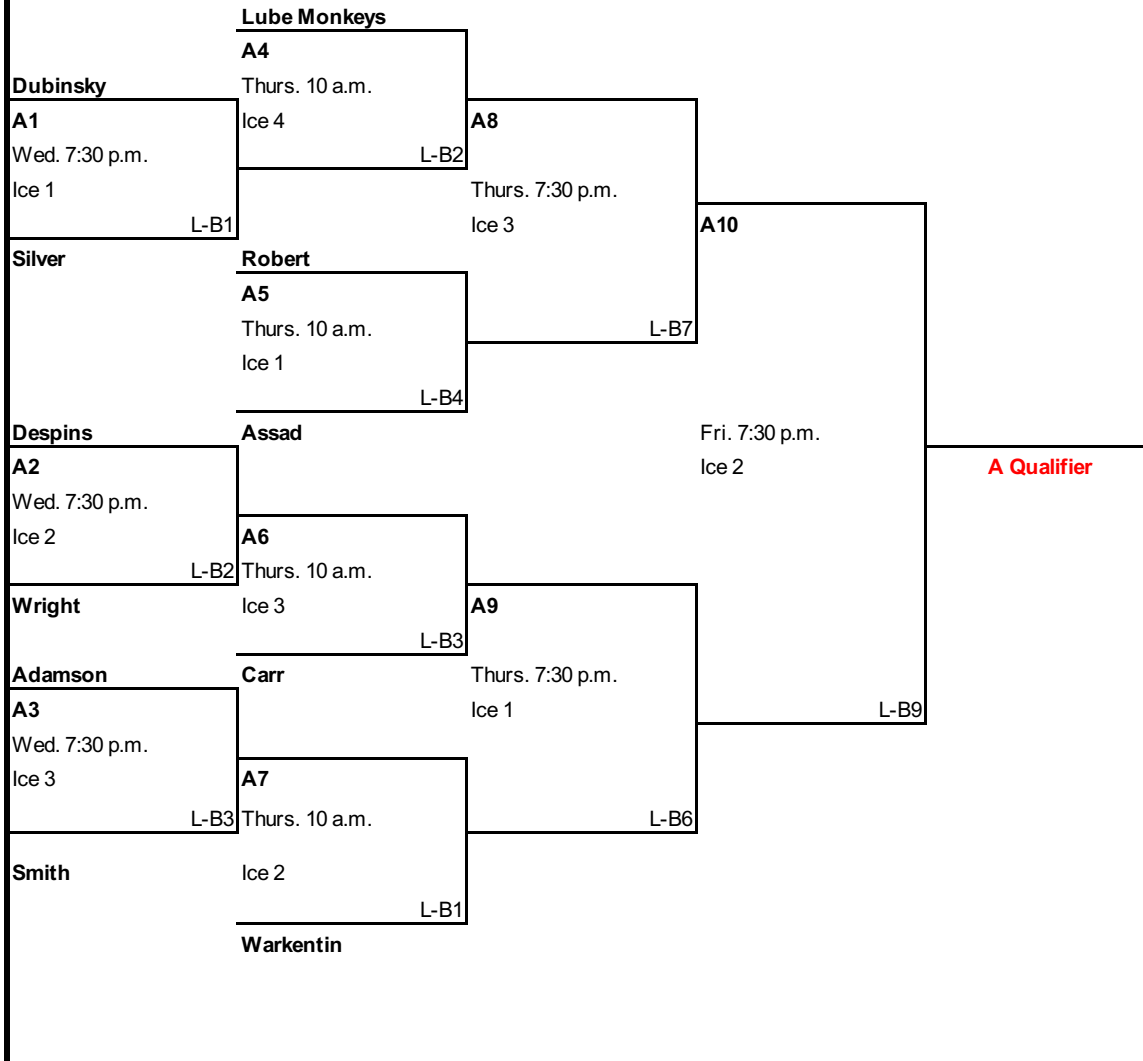 Lube Monkeys
A4
Dubinsky Thurs. 10 a.m.
A1 Ice 4 A8
Wed. 7:30 p.m. L-B2
Ice 1 Thurs. 7:30 p.m.
L-B1 Ice 3 A10
Silver Robert
A5
Thurs. 10 a.m. L-B7
Ice 1
L-B4
Despins Assad Fri. 7:30 p.m.
A2 Ice 2 A Qualifier
Wed. 7:30 p.m.
Ice 2 A6
L-B2 Thurs. 10 a.m.
Wright Ice 3 A9
L-B3
Adamson Carr Thurs. 7:30 p.m.
A3 Ice 1 L-B9
Wed. 7:30 p.m.
Ice 3 A7
L-B3 Thurs. 10 a.m. L-B6
Smith Ice 2
L-B1
Warkentin